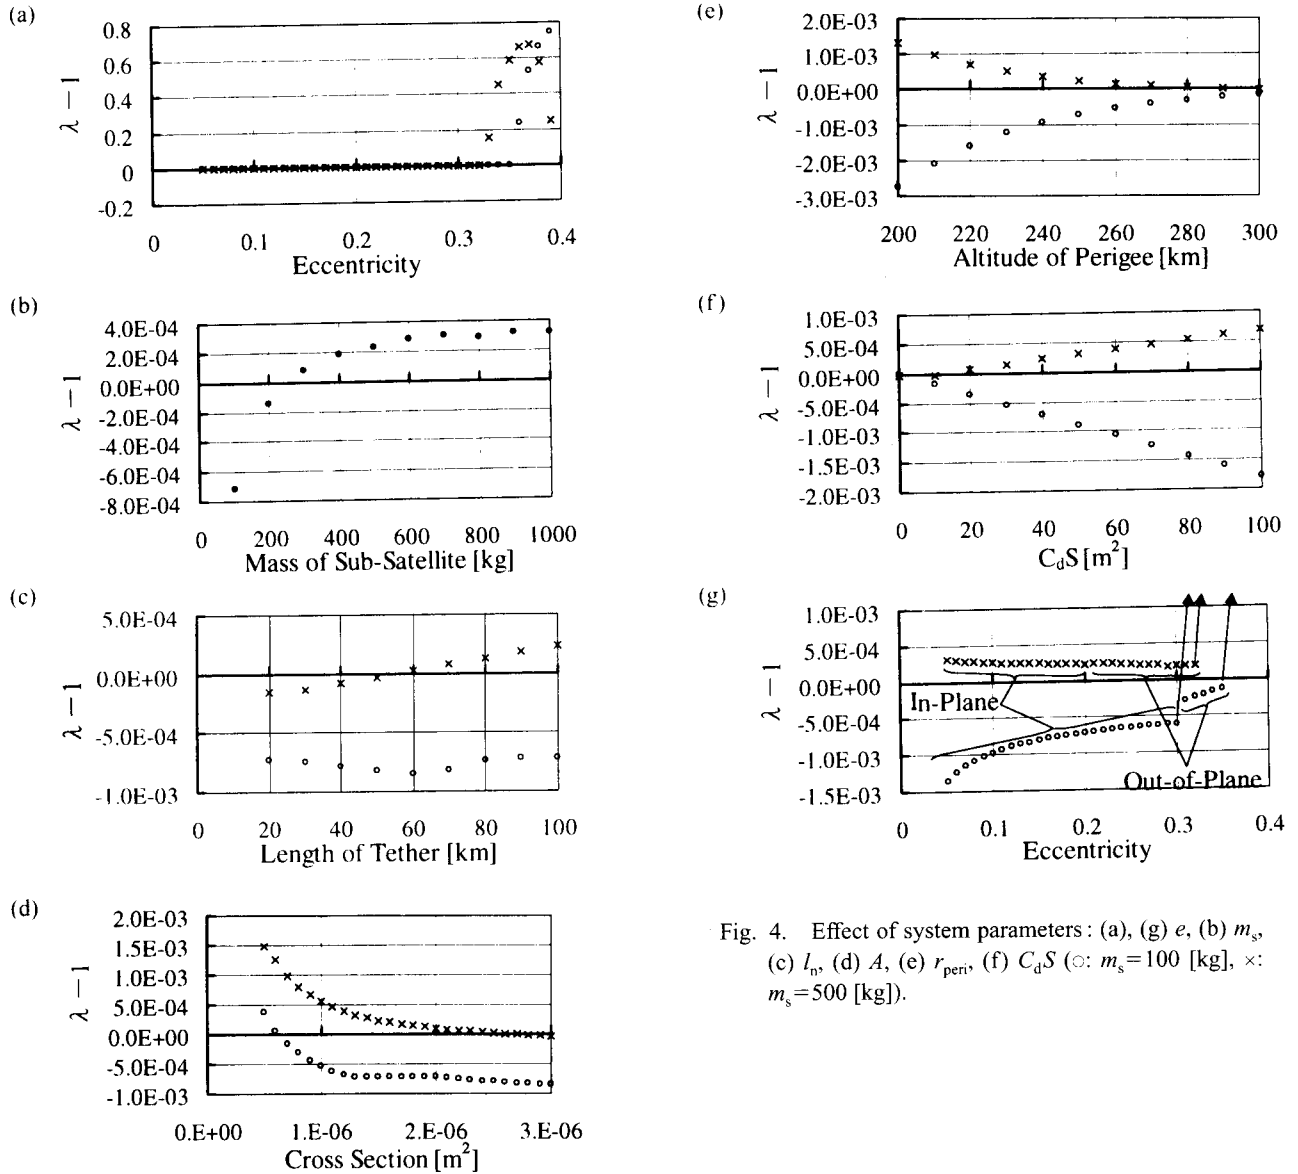 (a)
0.8
0.6
0.4
0.2
0
-0.2
λ − 1
0 0.1 0.2 0.3 0.4
Eccentricity
(b)
4.0E-04
2.0E-04
0.0E+00
-2.0E-04
-4.0E-04
-6.0E-04
-8.0E-04
λ − 1
0 200 400 600 800 1000
Mass of Sub-Satellite [kg]
(c)
5.0E-04
0.0E+00
-5.0E-04
-1.0E-03
λ − 1
0 20 40 60 80 100
Length of Tether [km]
(d)
2.0E-03
1.5E-03
1.0E-03
5.0E-04
0.0E+00
-5.0E-04
-1.0E-03
λ − 1
0.E+00 1.E-06 2.E-06 3.E-06
Cross Section [m²]
(e)
2.0E-03
1.0E-03
0.0E+00
-1.0E-03
-2.0E-03
-3.0E-03
λ − 1
200 220 240 260 280 300
Altitude of Perigee [km]
(f)
1.0E-03
5.0E-04
0.0E+00
-5.0E-04
-1.0E-03
-1.5E-03
-2.0E-03
λ − 1
0 20 40 60 80 100
CdS [m²]
(g)
1.0E-03
5.0E-04
0.0E+00
-5.0E-04
-1.0E-03
-1.5E-03
λ − 1
In-Plane
Out-of-Plane
0 0.1 0.2 0.3 0.4
Eccentricity
Fig. 4. Effect of system parameters : (a), (g) e, (b) mₛ,
(c) lₙ, (d) A, (e) r_peri, (f) C_dS (○: mₛ=100 [kg], ×:
mₛ=500 [kg]).